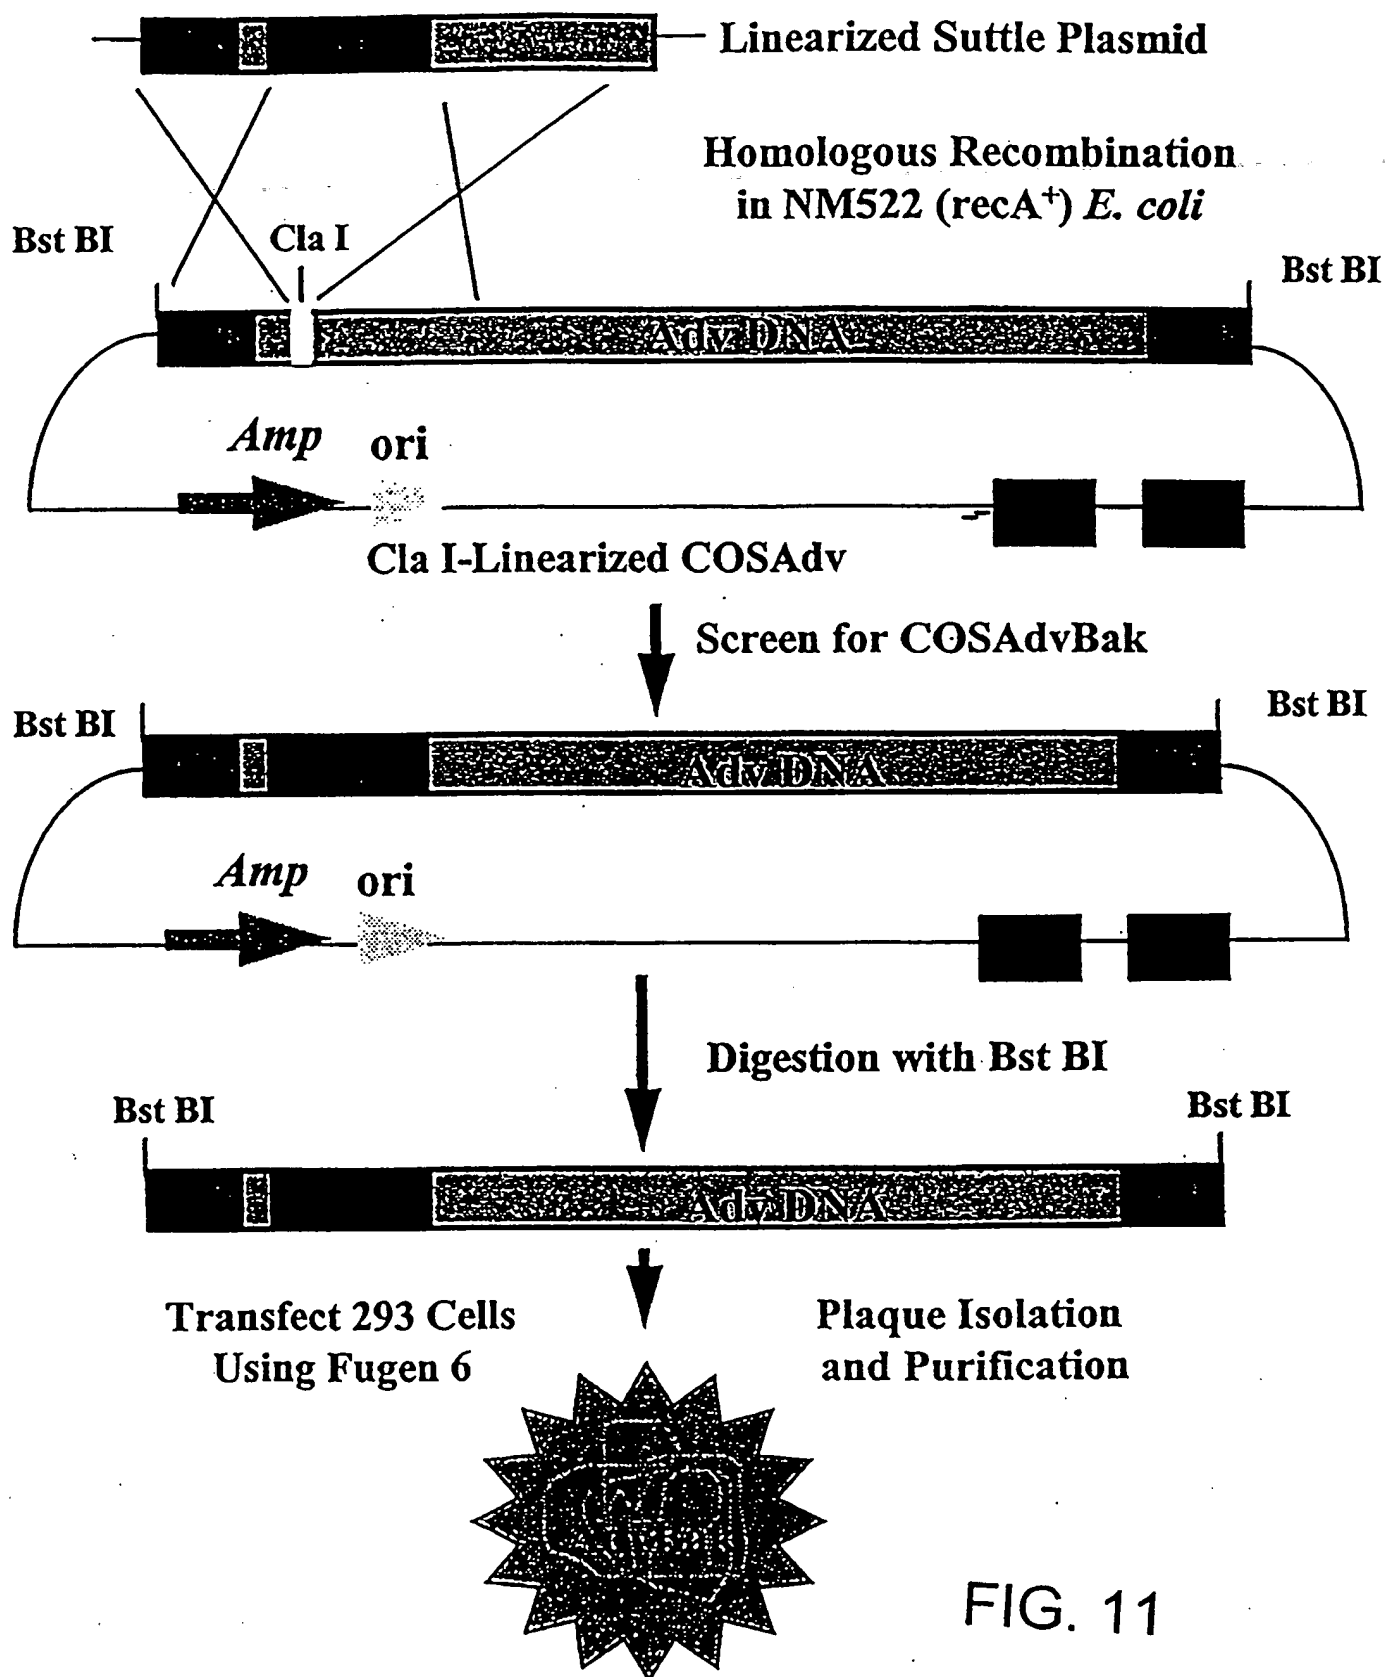 Linearized Suttle Plasmid
Homologous Recombination
in NM522 (recA+) E. coli
Bst BI
Cla I
Bst BI
Adv DNA
Amp
ori
Cla I-Linearized COSAdv
Screen for COSAdvBak
Bst BI
Bst BI
Adv DNA
Amp
ori
Digestion with Bst BI
Bst BI
Bst BI
Adv DNA
Transfect 293 Cells
Using Fugen 6
Plaque Isolation
and Purification
FIG. 11